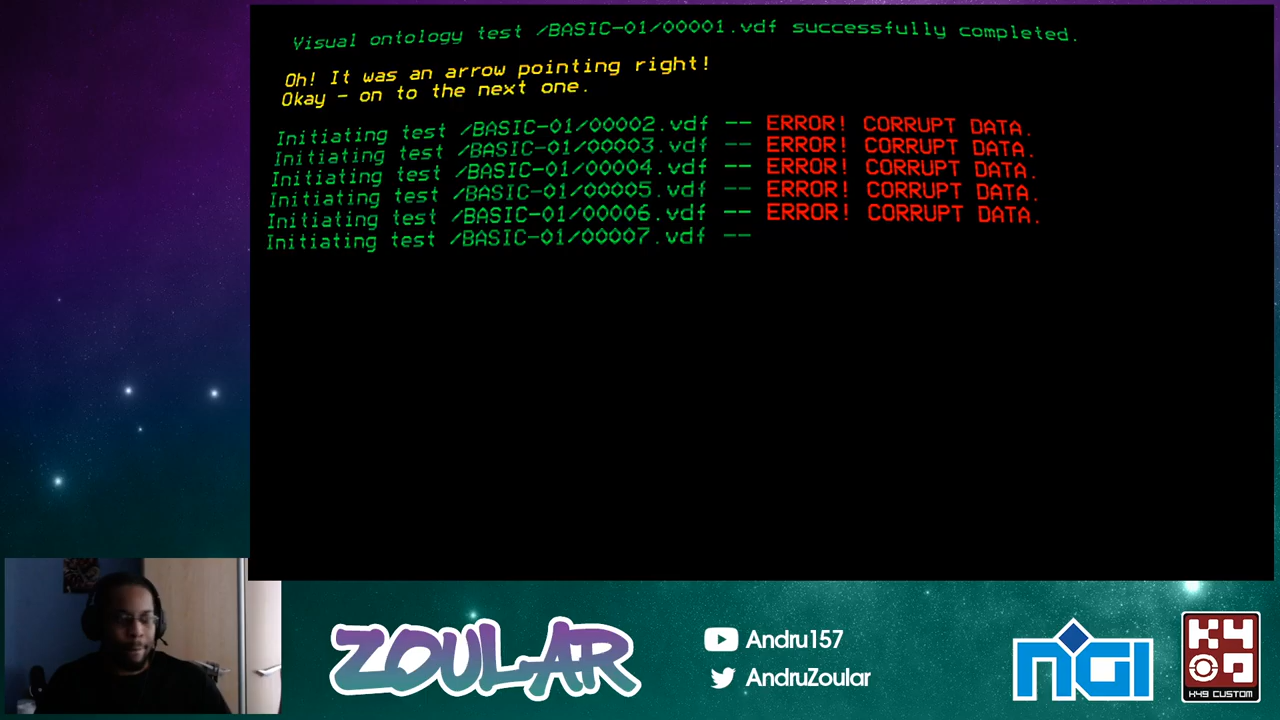 Visual ontology test /BASIC-01/00001.vdf successfully completed.
Oh! It was an arrow pointing right!
Okay - on to the next one.
Initiating test /BASIC-01/00002.vdf -- ERROR! CORRUPT DATA.
Initiating test /BASIC-01/00003.vdf -- ERROR! CORRUPT DATA.
Initiating test /BASIC-01/00004.vdf -- ERROR! CORRUPT DATA.
Initiating test /BASIC-01/00005.vdf -- ERROR! CORRUPT DATA.
Initiating test /BASIC-01/00006.vdf -- ERROR! CORRUPT DATA.
Initiating test /BASIC-01/00007.vdf --
ZOULAR
Andru157
AndruZoular
NGI
K49
K49 CUSTOM